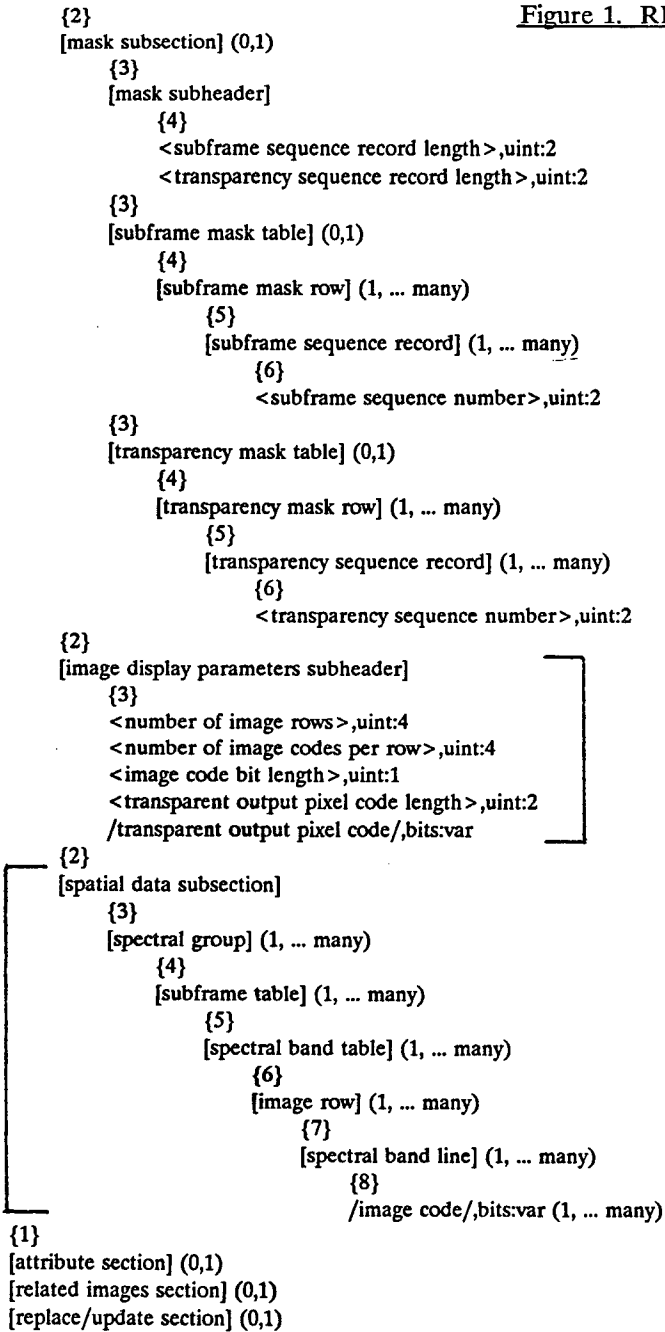 {2}
Figure 1. RI
[mask subsection] (0,1)
{3}
[mask subheader]
{4}
<subframe sequence record length>,uint:2
<transparency sequence record length>,uint:2
{3}
[subframe mask table] (0,1)
{4}
[subframe mask row] (1, ... many)
{5}
[subframe sequence record] (1, ... many)
{6}
<subframe sequence number>,uint:2
{3}
[transparency mask table] (0,1)
{4}
[transparency mask row] (1, ... many)
{5}
[transparency sequence record] (1, ... many)
{6}
<transparency sequence number>,uint:2
{2}
[image display parameters subheader]
{3}
<number of image rows>,uint:4
<number of image codes per row>,uint:4
<image code bit length>,uint:1
<transparent output pixel code length>,uint:2
/transparent output pixel code/,bits:var
{2}
[spatial data subsection]
{3}
[spectral group] (1, ... many)
{4}
[subframe table] (1, ... many)
{5}
[spectral band table] (1, ... many)
{6}
[image row] (1, ... many)
{7}
[spectral band line] (1, ... many)
{8}
/image code/,bits:var (1, ... many)
{1}
[attribute section] (0,1)
[related images section] (0,1)
[replace/update section] (0,1)